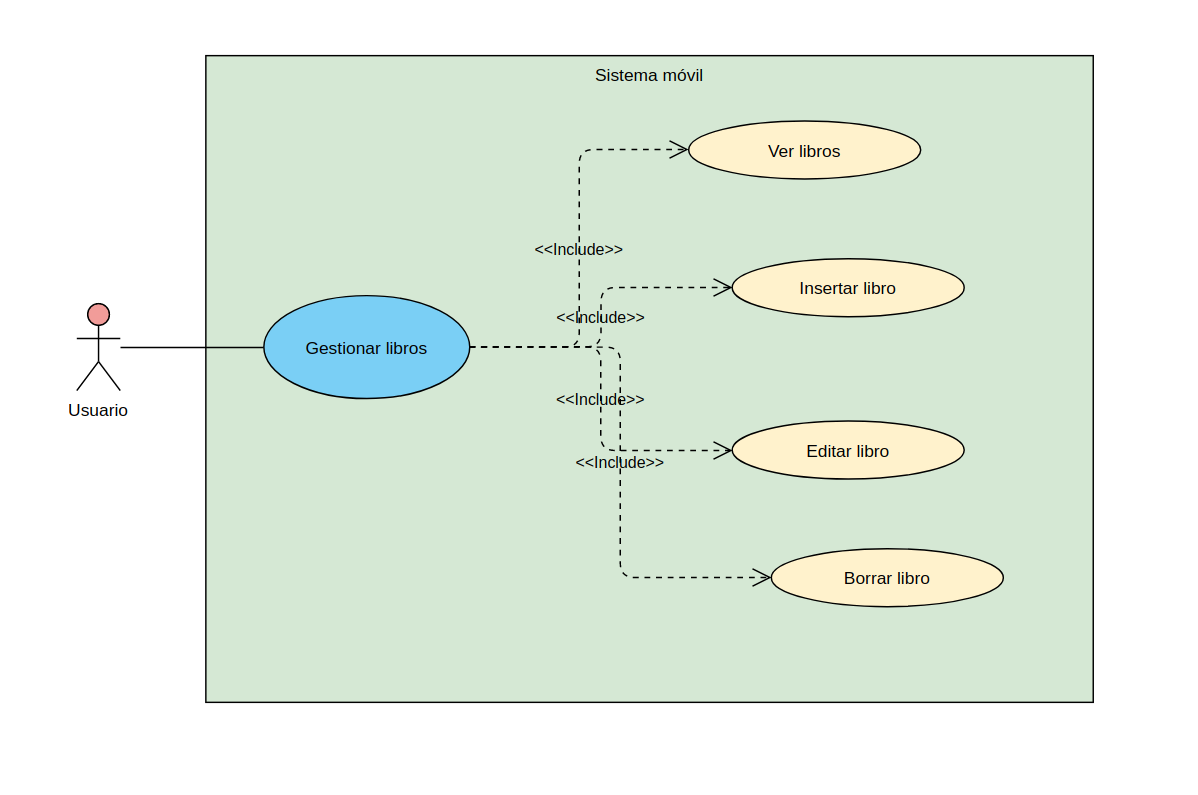 Sistema móvil
Ver libros
<<Include>>
Insertar libro
<<Include>>
Gestionar libros
Usuario
<<Include>>
Editar libro
<<Include>>
Borrar libro